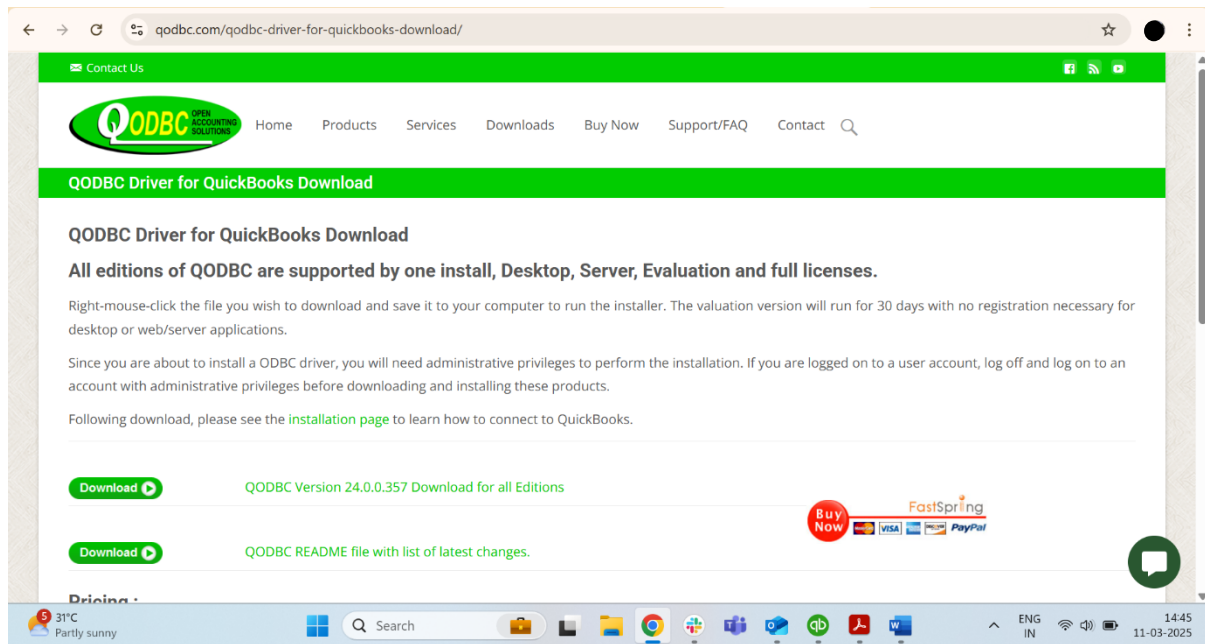 qodbc.com/qodbc-driver-for-quickbooks-download/
Contact Us
QODBC OPEN ACCOUNTING SOLUTIONS
Home Products Services Downloads Buy Now Support/FAQ Contact
QODBC Driver for QuickBooks Download
QODBC Driver for QuickBooks Download
All editions of QODBC are supported by one install, Desktop, Server, Evaluation and full licenses.
Right-mouse-click the file you wish to download and save it to your computer to run the installer. The valuation version will run for 30 days with no registration necessary for
desktop or web/server applications.
Since you are about to install a ODBC driver, you will need administrative privileges to perform the installation. If you are logged on to a user account, log off and log on to an
account with administrative privileges before downloading and installing these products.
Following download, please see the installation page to learn how to connect to QuickBooks.
Download QODBC Version 24.0.0.357 Download for all Editions
FastSpring
Buy Now VISA PayPal
Download QODBC README file with list of latest changes.
Pricing :
5 31°C
Partly sunny
Search
ENG
IN
14:45
11-03-2025